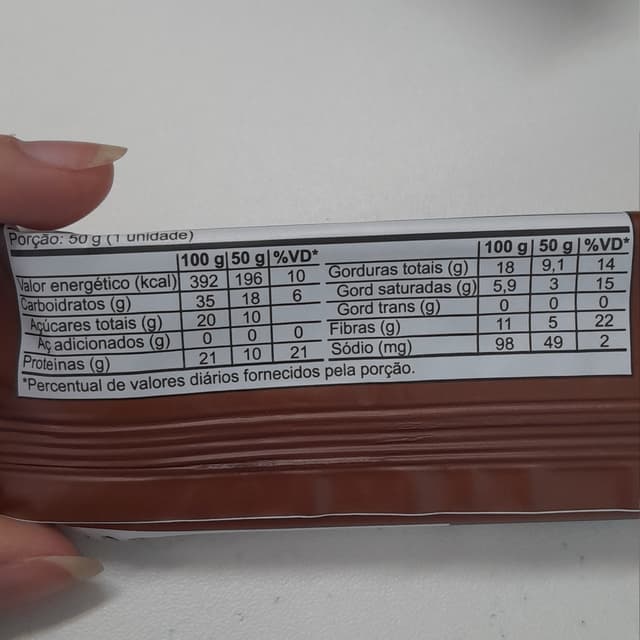 Porção: 50 g (1 unidade)
100 g 50 g %VD*
Valor energético (kcal) 392 196 10
Carboidratos (g) 35 18 6
Açúcares totais (g) 20 10
Aç adicionados (g) 0 0 0
Proteínas (g) 21 10 21
100 g 50 g %VD*
Gorduras totais (g) 18 9,1 14
Gord saturadas (g) 5,9 3 15
Gord trans (g) 0 0 0
Fibras (g) 11 5 22
Sódio (mg) 98 49 2
*Percentual de valores diários fornecidos pela porção.